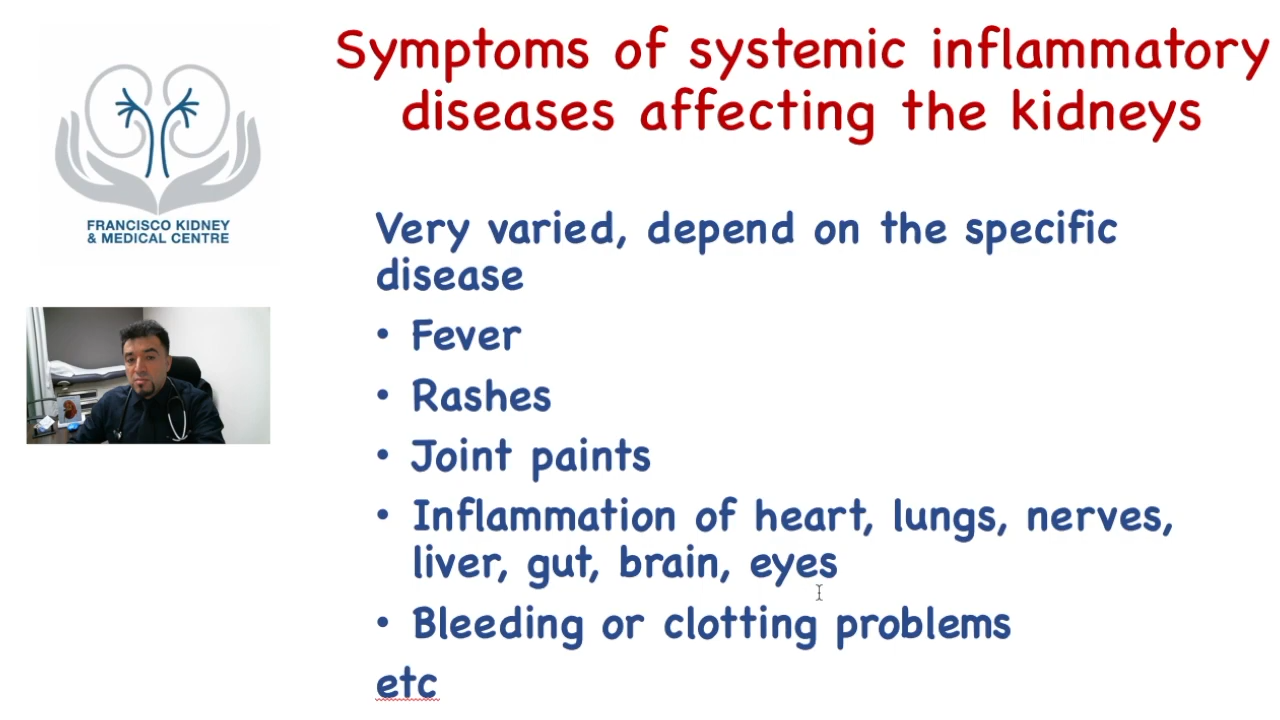 Symptoms of systemic inflammatory
diseases affecting the kidneys
FRANCISCO KIDNEY
& MEDICAL CENTRE
Very varied, depend on the specific
disease
• Fever
• Rashes
• Joint paints
• Inflammation of heart, lungs, nerves,
liver, gut, brain, eyes
• Bleeding or clotting problems
etc